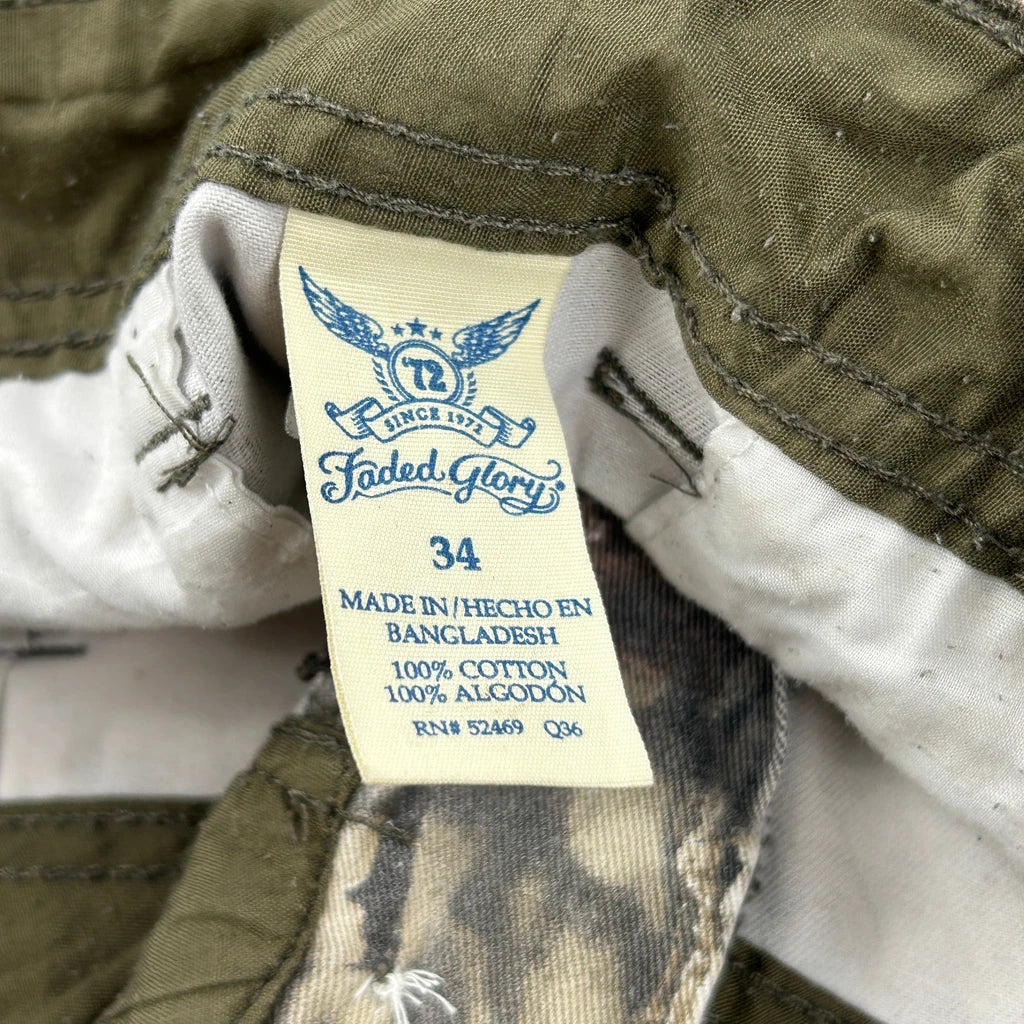 '72
SINCE 1972
Faded Glory
34
MADE IN/HECHO EN
BANGLADESH
100% COTTON
100% ALGODÓN
RN# 52469 Q36